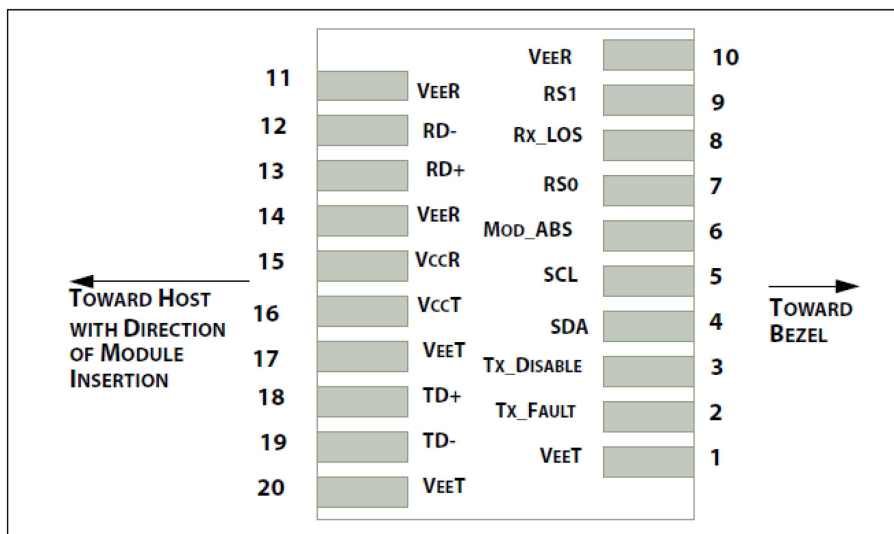 VEER 10
11 VEER
RS1 9
12 RD-
RX_LOS 8
13 RD+
RS0 7
14 VEER
MOD_ABS 6
15 VCCR
SCL 5
TOWARD HOST
WITH DIRECTION
OF MODULE
INSERTION
16 VCCT
SDA 4
TOWARD
BEZEL
17 VEET
TX_DISABLE 3
18 TD+
TX_FAULT 2
19 TD-
VEET 1
20 VEET